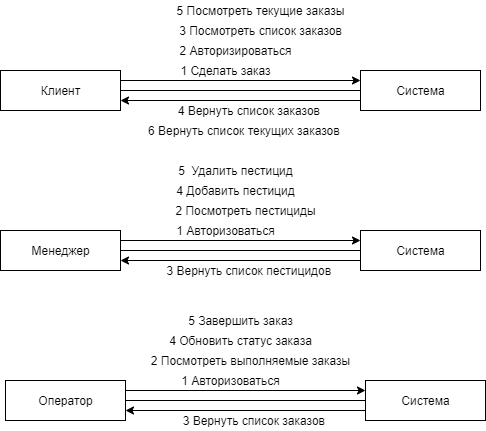 5 Посмотреть текущие заказы
3 Посмотреть список заказов
2 Авторизироваться
1 Сделать заказ
Клиент
Система
4 Вернуть список заказов
6 Вернуть список текущих заказов
5 Удалить пестицид
4 Добавить пестицид
2 Посмотреть пестициды
1 Авторизоваться
Менеджер
Система
3 Вернуть список пестицидов
5 Завершить заказ
4 Обновить статус заказа
2 Посмотреть выполняемые заказы
1 Авторизоваться
Оператор
Система
3 Вернуть список заказов